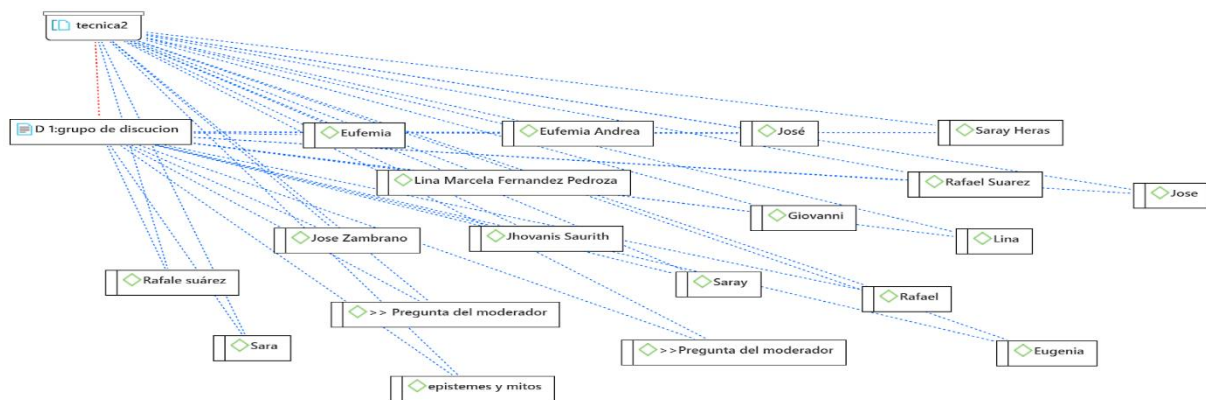 tecnica2
D 1:grupo de discucion
Eufemia
Eufemia Andrea
José
Saray Heras
Lina Marcela Fernandez Pedroza
Rafael Suarez
Jose
Giovanni
Jose Zambrano
Jhovanis Saurith
Lina
Rafale suárez
Saray
Rafael
>> Pregunta del moderador
Sara
>>Pregunta del moderador
Eugenia
epistemes y mitos